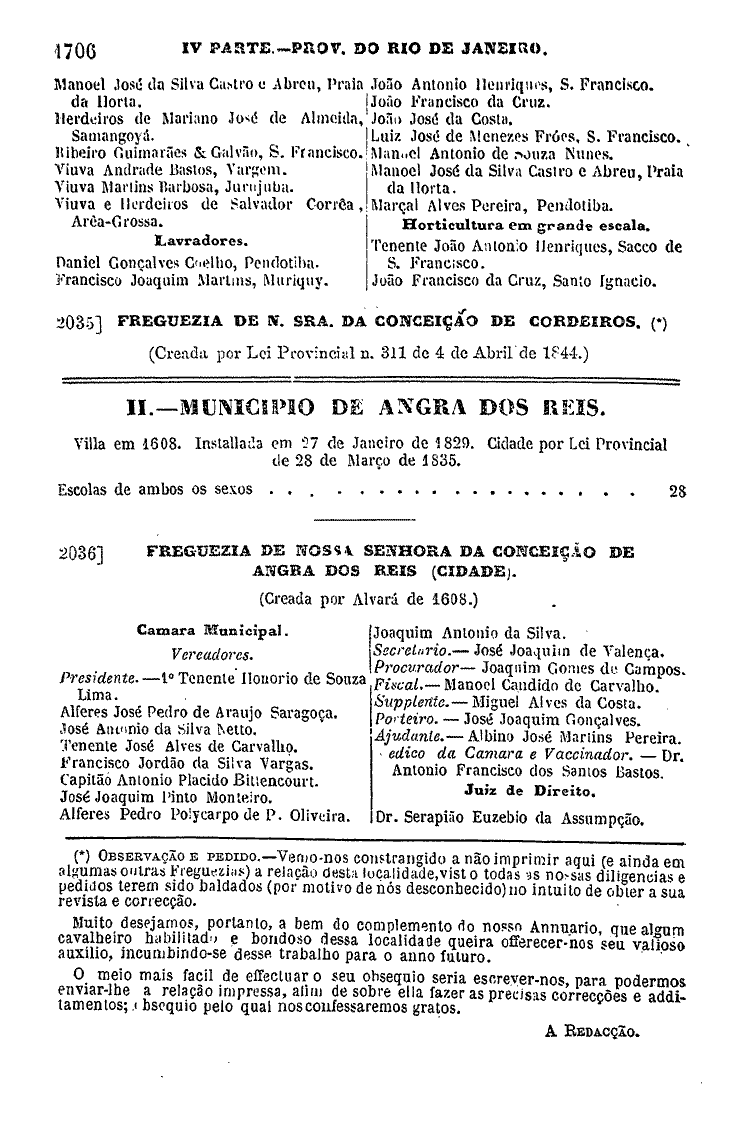 1706 IV PARTE.—PROV. DO RIO DE JANEIRO.
Manoel José da Silva Castro e Abreu, Praia
da Horta.
Herdeiros de Mariano José de Almeida,
Samangoyá.
Ribeiro Guimarães & Galvão, S. Francisco.
Viuva Andrade Bastos, Vargem.
Viuva Martins Barbosa, Jurujuba.
Viuva e Herdeiros de Salvador Corrêa,
Arêa-Grossa.
Lavradores.
Daniel Gonçalves Coelho, Pendotiba.
Francisco Joaquim Martins, Muriquy.
João Antonio Henriques, S. Francisco.
João Francisco da Cruz.
João José da Costa.
Luiz José de Menezes Fróes, S. Francisco.
Manoel Antonio de Souza Nunes.
Manoel José da Silva Castro e Abreu, Praia
da Horta.
Marçal Alves Pereira, Pendotiba.
Horticultura em grande escala.
Tenente João Antonio Henriques, Sacco de
S. Francisco.
João Francisco da Cruz, Santo Ignacio.
2035] FREGUEZIA DE N. SRA. DA CONCEIÇÃO DE CORDEIROS. (*)
(Creada por Lei Provincial n. 311 de 4 de Abril de 1844.)
II.—MUNICIPIO DE ANGRA DOS REIS.
Villa em 1608. Installada em 27 de Janeiro de 1829. Cidade por Lei Provincial
de 28 de Março de 1835.
Escolas de ambos os sexos . . . . . . . . . . . . . . . . . . 28
2036] FREGUEZIA DE NOSSA SENHORA DA CONCEIÇÃO DE
ANGRA DOS REIS (CIDADE).
(Creada por Alvará de 1608.)
Camara Municipal.
Vereadores.
Presidente. —1º Tenente Honorio de Souza
Lima.
Alferes José Pedro de Araujo Saragoça.
José Antonio da Silva Netto.
Tenente José Alves de Carvalho.
Francisco Jordão da Silva Vargas.
Capitão Antonio Placido Bittencourt.
José Joaquim Pinto Monteiro.
Alferes Pedro Polycarpo de P. Oliveira.
Joaquim Antonio da Silva.
Secretario.— José Joaquim de Valença.
Procurador— Joaquim Gomes de Campos.
Fiscal.— Manoel Candido de Carvalho.
Supplente.— Miguel Alves da Costa.
Porteiro. — José Joaquim Gonçalves.
Ajudante.— Albino José Martins Pereira.
edico da Camara e Vaccinador. — Dr.
Antonio Francisco dos Santos Bastos.
Juiz de Direito.
Dr. Serapião Euzebio da Assumpção.
(*) OBSERVAÇÃO E PEDIDO.—Vemo-nos constrangido a não imprimir aqui (e ainda em
algumas outras Freguezias) a relação desta localidade, visto todas as nossas diligencias e
pedidos terem sido baldados (por motivo de nós desconhecido) no intuito de obter a sua
revista e correcção.
Muito desejamos, portanto, a bem do complemento do nosso Annuario, que algum
cavalheiro habilitado e bondoso dessa localidade queira offerecer-nos seu valioso
auxilio, incumbindo-se desse trabalho para o anno futuro.
O meio mais facil de effectuar o seu obsequio seria escrever-nos, para podermos
enviar-lhe a relação impressa, afim de sobre ella fazer as precisas correcções e addi-
tamentos; obsequio pelo qual nos confessaremos gratos.
A REDACÇÃO.